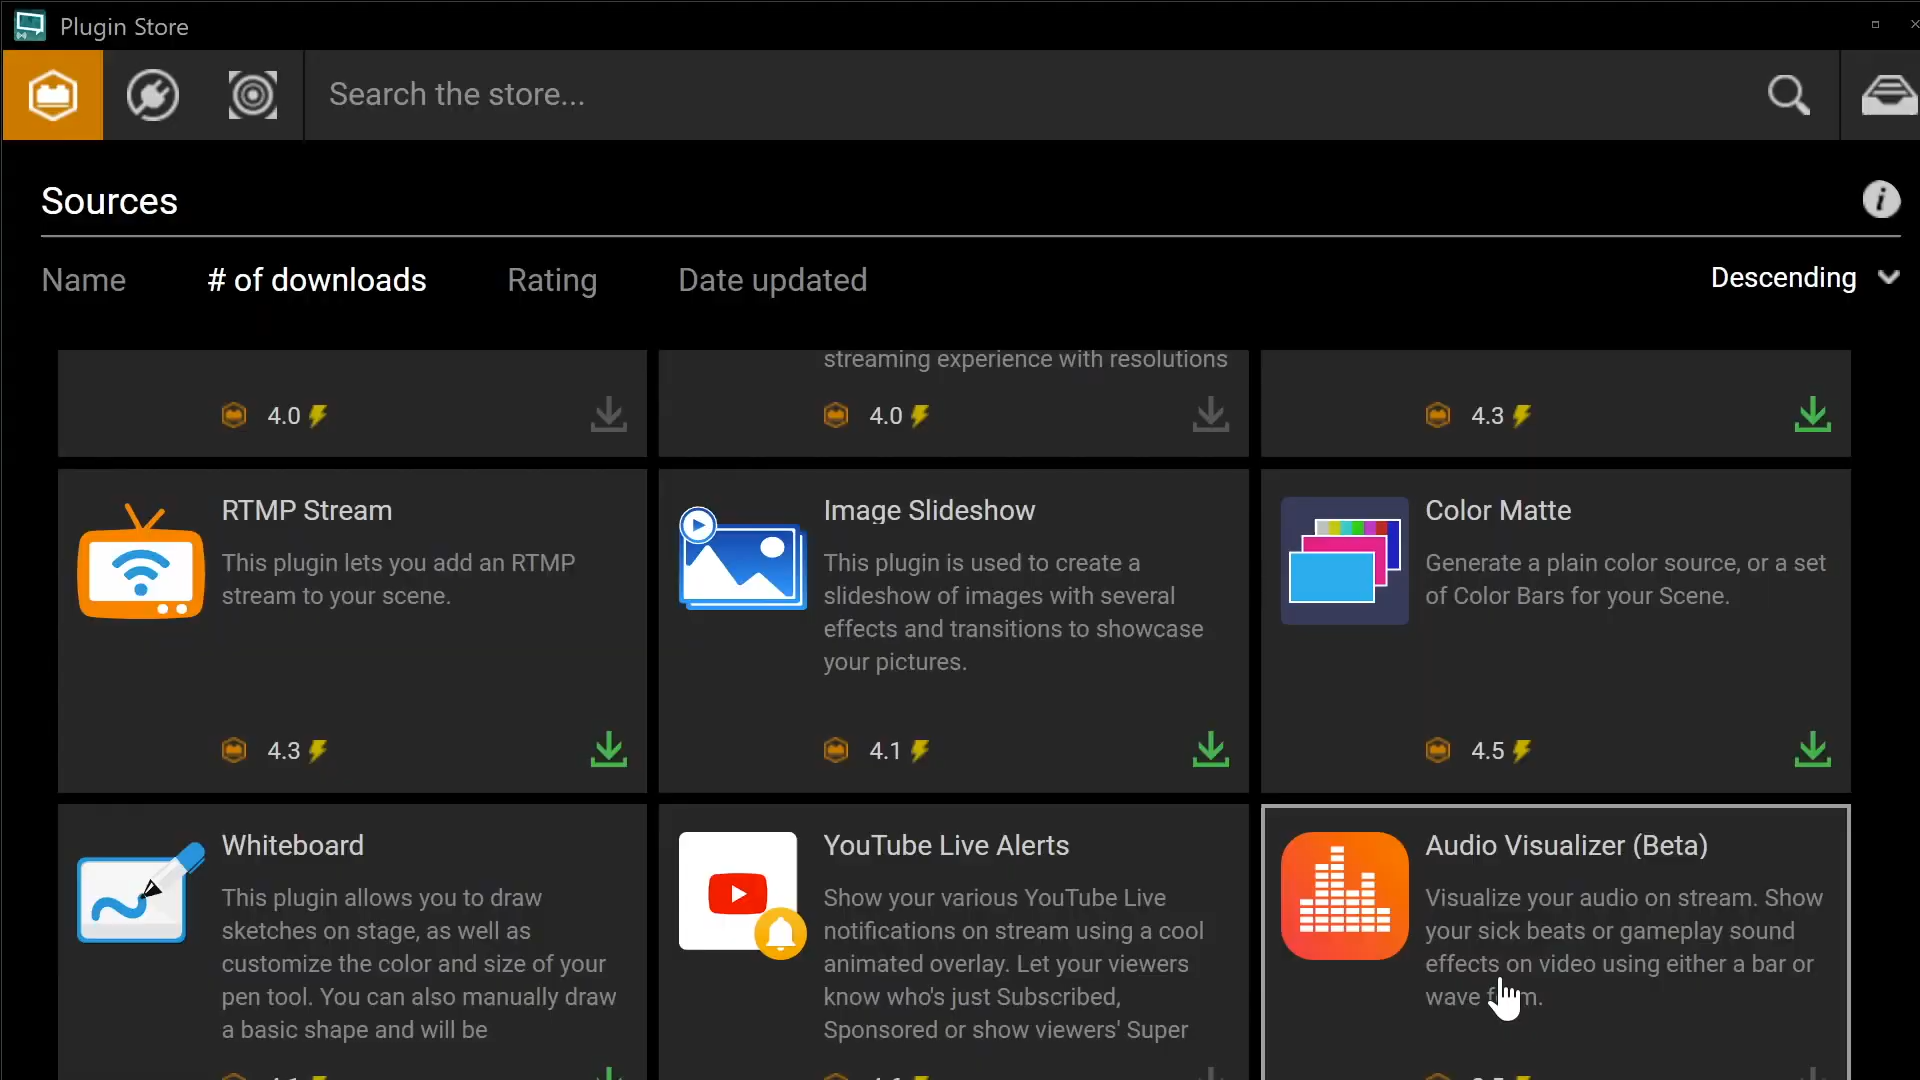 Plugin Store
Search the store...
Sources
Name # of downloads Rating Date updated Descending
streaming experience with resolutions
4.0 4.0 4.3
RTMP Stream
This plugin lets you add an RTMP
stream to your scene.
4.3
Image Slideshow
This plugin is used to create a
slideshow of images with several
effects and transitions to showcase
your pictures.
4.1
Color Matte
Generate a plain color source, or a set
of Color Bars for your Scene.
4.5
Whiteboard
This plugin allows you to draw
sketches on stage, as well as
customize the color and size of your
pen tool. You can also manually draw
a basic shape and will be
YouTube Live Alerts
Show your various YouTube Live
notifications on stream using a cool
animated overlay. Let your viewers
know who's just Subscribed,
Sponsored or show viewers' Super
Audio Visualizer (Beta)
Visualize your audio on stream. Show
your sick beats or gameplay sound
effects on video using either a bar or
wave